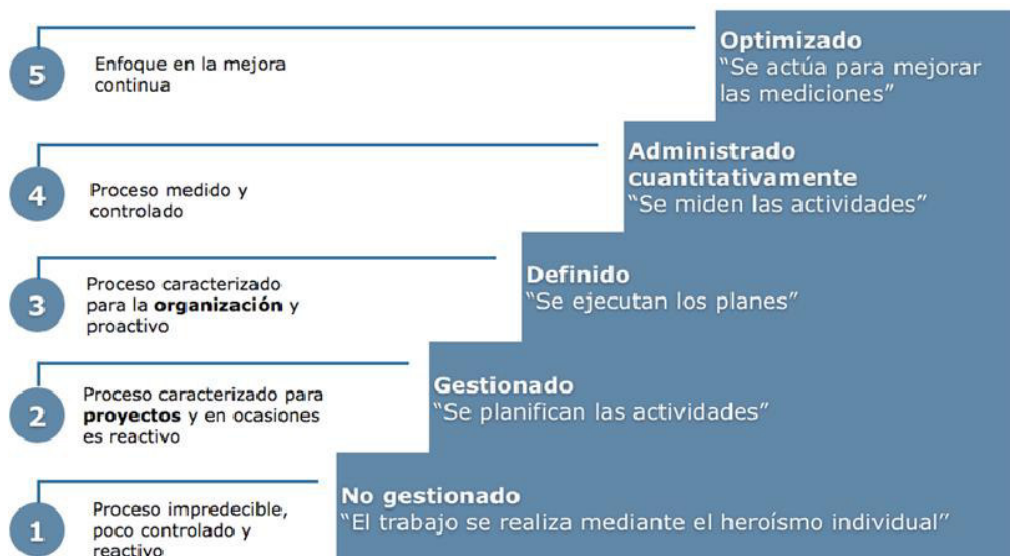 5
Enfoque en la mejora
continua
Optimizado
“Se actúa para mejorar
las mediciones”
4
Proceso medido y
controlado
Administrado
cuantitativamente
“Se miden las actividades”
3
Proceso caracterizado
para la organización y
proactivo
Definido
“Se ejecutan los planes”
2
Proceso caracterizado para
proyectos y en ocasiones
es reactivo
Gestionado
“Se planifican las actividades”
1
Proceso impredecible,
poco controlado y
reactivo
No gestionado
“El trabajo se realiza mediante el heroísmo individual”